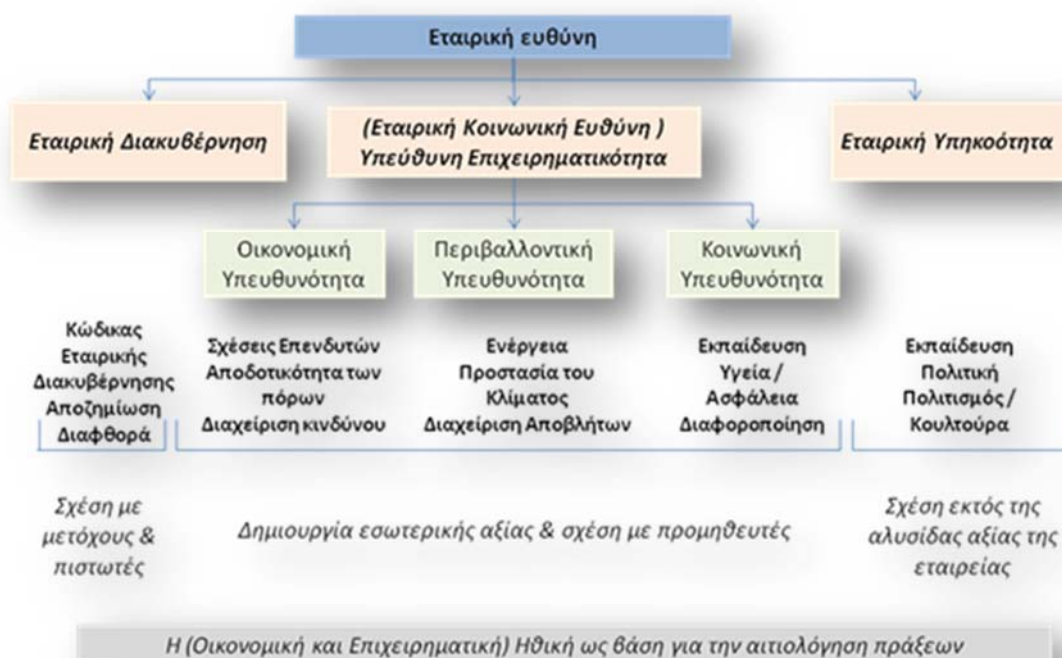 Εταιρική ευθύνη
Εταιρική Διακυβέρνηση
(Εταιρική Κοινωνική Ευθύνη )
Υπεύθυνη Επιχειρηματικότητα
Εταιρική Υπηκοότητα
Οικονομική
Υπευθυνότητα
Περιβαλλοντική
Υπευθυνότητα
Κοινωνική
Υπευθυνότητα
Κώδικας
Εταιρικής
Διακυβέρνησης
Αποζημίωση
Διαφθορά
Σχέσεις Επενδυτών
Αποδοτικότητα των
πόρων
Διαχείριση κινδύνου
Ενέργεια
Προστασία του
Κλίματος
Διαχείριση Αποβλήτων
Εκπαίδευση
Υγεία /
Ασφάλεια
Διαφοροποίηση
Εκπαίδευση
Πολιτική
Πολιτισμός /
Κουλτούρα
Σχέση με
μετόχους &
πιστωτές
Δημιουργία εσωτερικής αξίας & σχέση με προμηθευτές
Σχέση εκτός της
αλυσίδας αξίας της
εταιρείας
Η (Οικονομική και Επιχειρηματική) Ηθική ως βάση για την αιτιολόγηση πράξεων